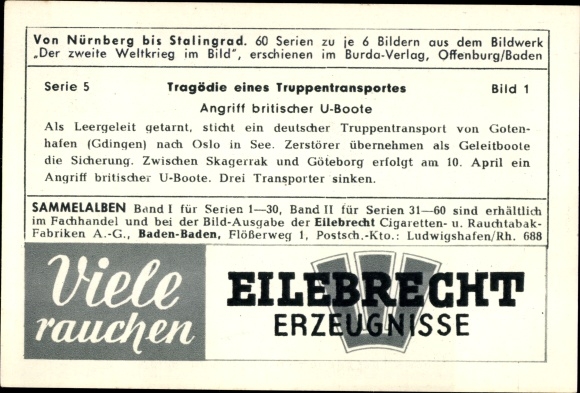 Von Nürnberg bis Stalingrad. 60 Serien zu je 6 Bildern aus dem Bildwerk
„Der zweite Weltkrieg im Bild", erschienen im Burda-Verlag, Offenburg/Baden
Serie 5 Tragödie eines Truppentransportes Bild 1
Angriff britischer U-Boote
Als Leergeleit getarnt, sticht ein deutscher Truppentransport von Goten-
hafen (Gdingen) nach Oslo in See. Zerstörer übernehmen als Geleitboote
die Sicherung. Zwischen Skagerrak und Göteborg erfolgt am 10. April ein
Angriff britischer U-Boote. Drei Transporter sinken.
SAMMELALBEN Band I für Serien 1—30, Band II für Serien 31—60 sind erhältlich
im Fachhandel und bei der Bild-Ausgabe der Eilebrecht Cigaretten- u. Rauchtabak-
Fabriken A.-G., Baden-Baden, Flößerweg 1, Postsch.-Kto.: Ludwigshafen/Rh. 688
Viele
rauchen
EILEBRECHT
ERZEUGNISSE